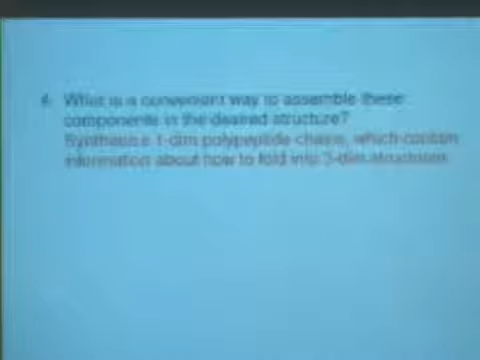 4. What is a convenient way to assemble these
components in the desired structure?
Synthesize 1-dim polypeptide chains, which contain
information about how to fold into 3-dim structures.